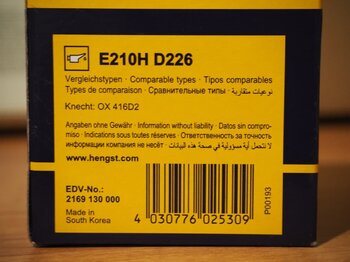 E210H D226
Vergleichstypen · Comparable types · Tipos comparables
Types de comparaison · Сравнительные типы · نوعيات متقاربة
Knecht: OX 416D2
Angaben ohne Gewähr · Information without liability · Datos sin compro-
miso · Indications sous toutes réserves · Ответственность за точность
информации компания не несёт · لا نتحمل أية مسؤولية في صحة هذه البيانات
www.hengst.com
EDV-No.:
2169 130 000
Made in
South Korea
4 030776 025309
P00193